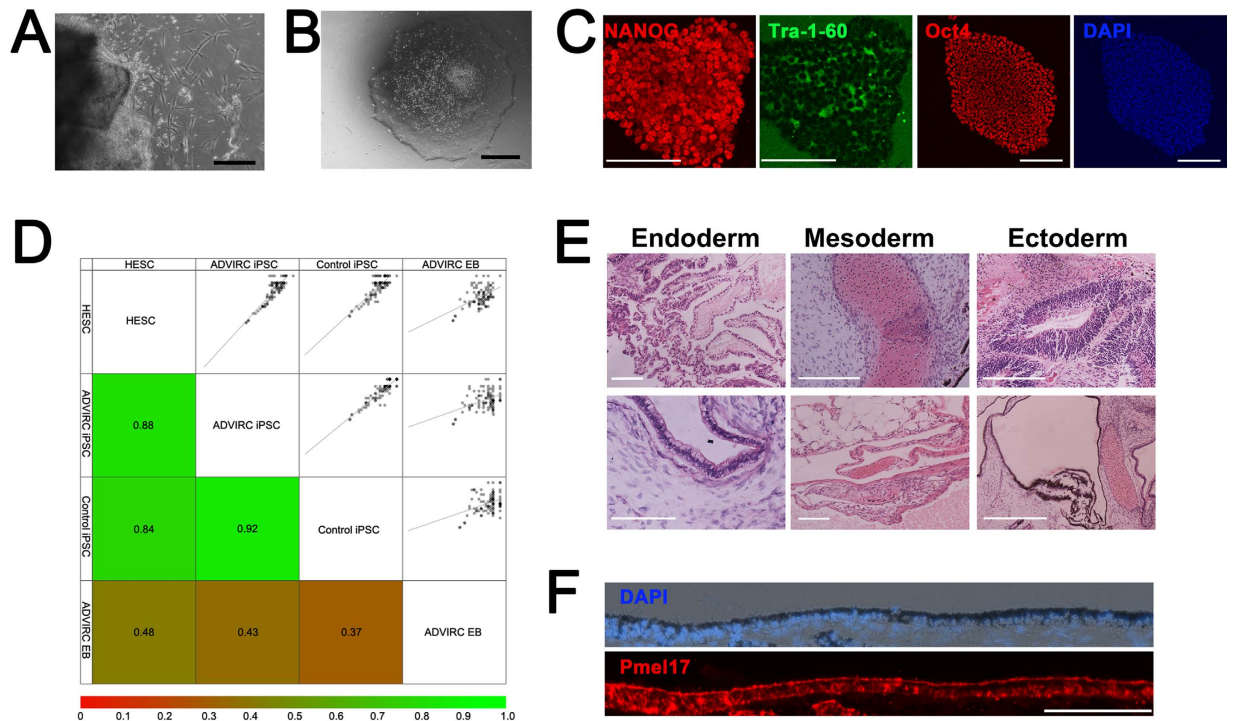 A
B
C
NANOG
Tra-1-60
Oct4
DAPI
D
HESC
ADVIRC iPSC
Control iPSC
ADVIRC EB
HESC
HESC
ADVIRC iPSC
0.88
ADVIRC iPSC
Control iPSC
0.84
0.92
Control iPSC
ADVIRC EB
0.48
0.43
0.37
ADVIRC EB
0 0.1 0.2 0.3 0.4 0.5 0.6 0.7 0.8 0.9 1.0
E
Endoderm
Mesoderm
Ectoderm
F
DAPI
Pmel17